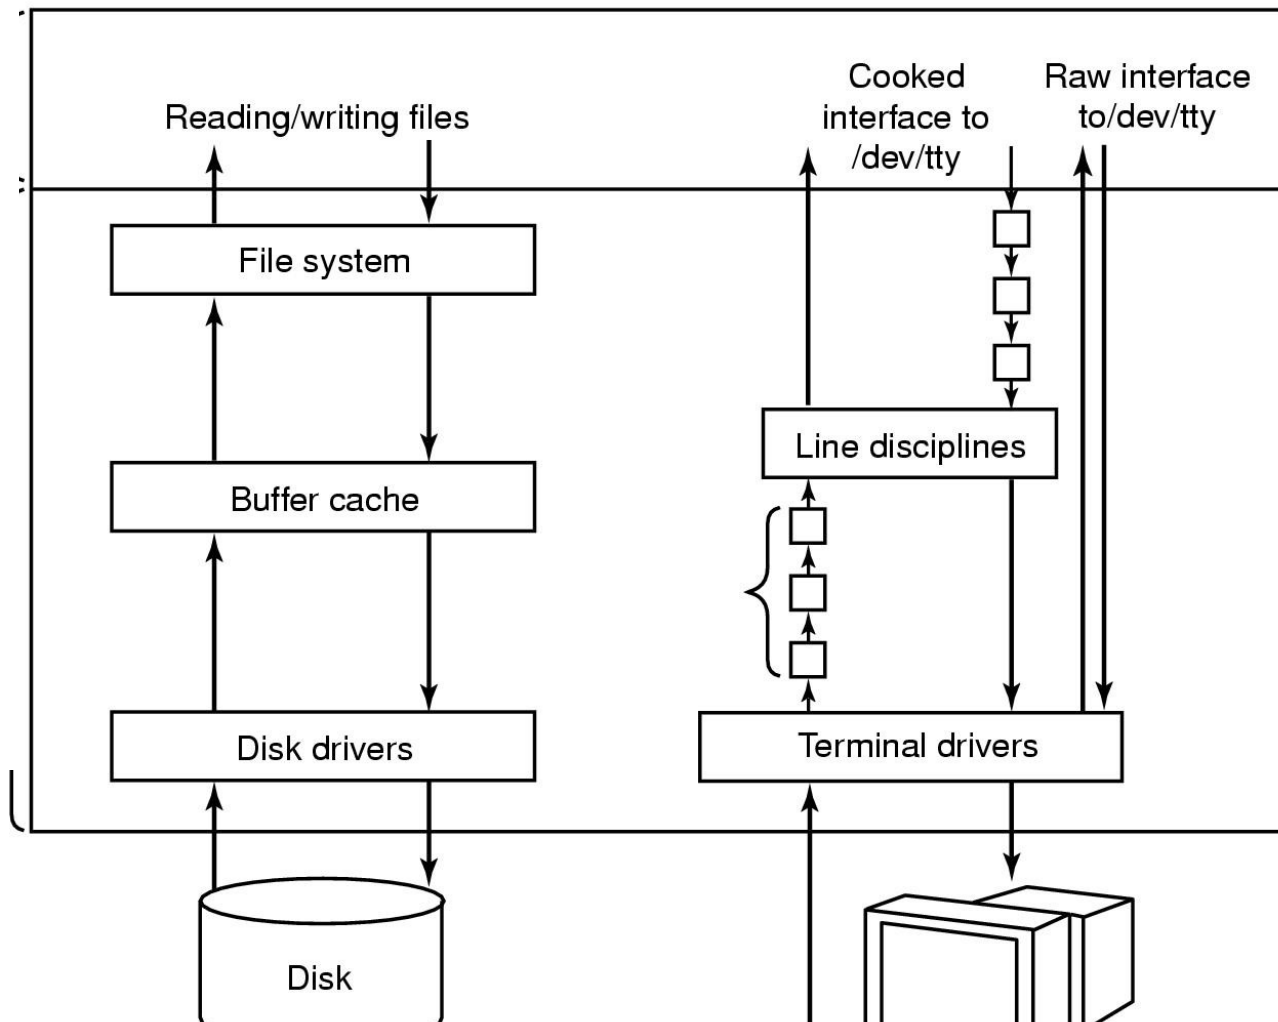 Reading/writing files
Cooked
interface to
/dev/tty
Raw interface
to/dev/tty
File system
Buffer cache
Line disciplines
Disk drivers
Terminal drivers
Disk